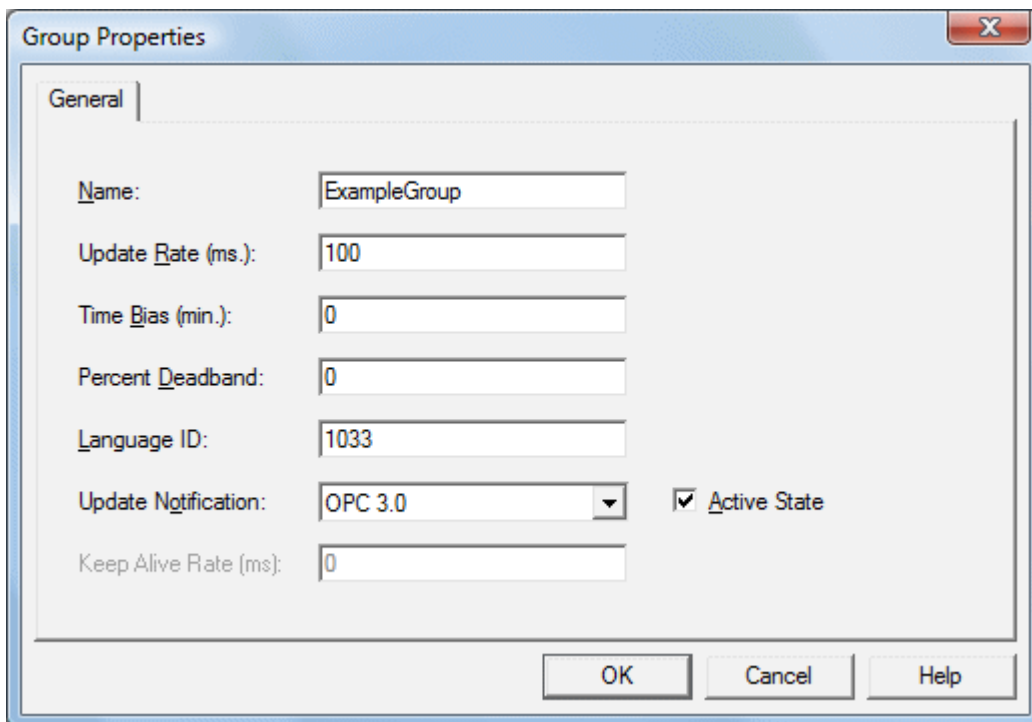 Group Properties
General
Name: ExampleGroup
Update Rate (ms.): 100
Time Bias (min.): 0
Percent Deadband: 0
Language ID: 1033
Update Notification: OPC 3.0 Active State
Keep Alive Rate (ms): 0
OK Cancel Help